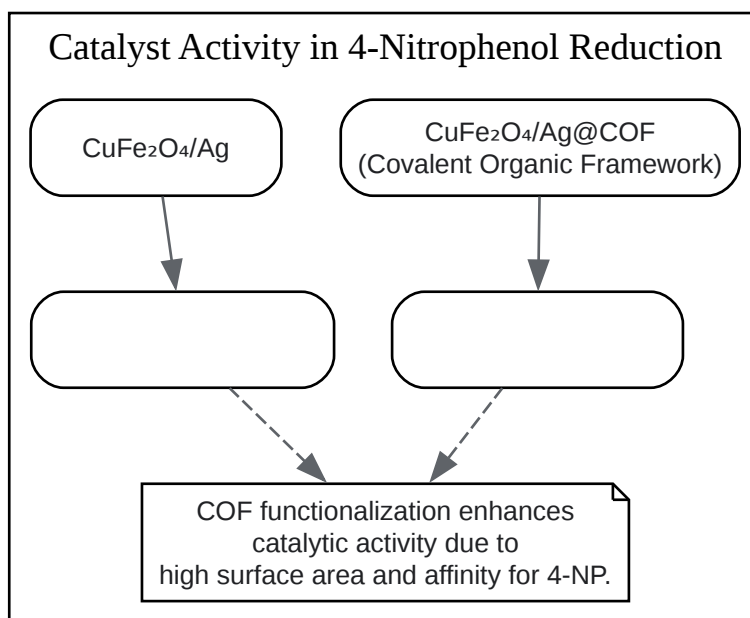 Catalyst Activity in 4-Nitrophenol Reduction
CuFe₂O₄/Ag
CuFe₂O₄/Ag@COF
(Covalent Organic Framework)
COF functionalization enhances
catalytic activity due to
high surface area and affinity for 4-NP.